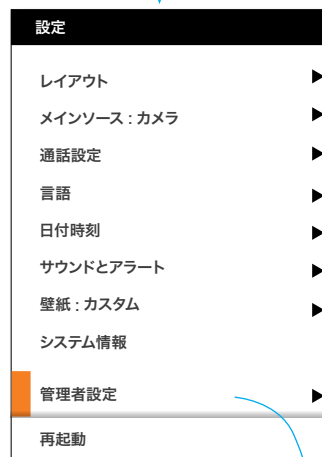 設定
レイアウト
メインソース : カメラ
通話設定
言語
日付時刻
サウンドとアラート
壁紙 : カスタム
システム情報
管理者設定
再起動